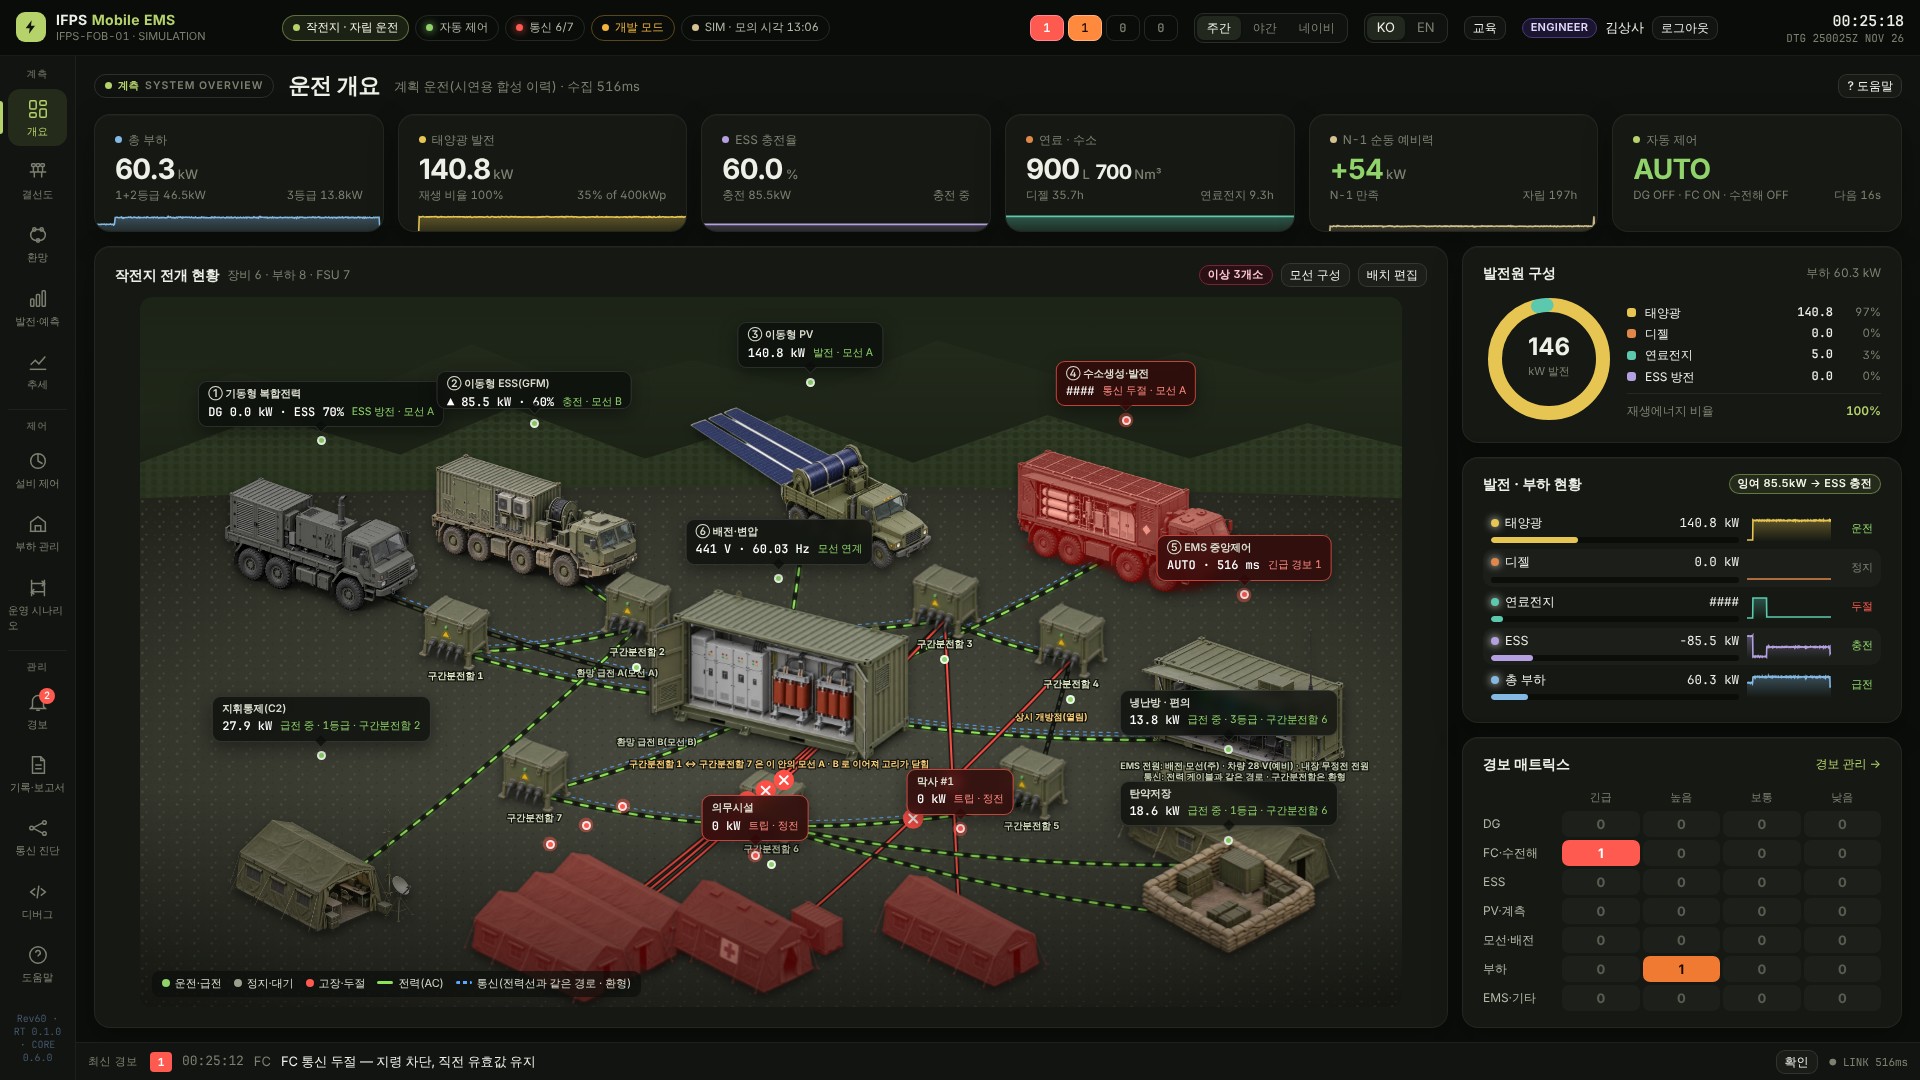 IFPS Mobile EMS
IFPS-FOB-01 · SIMULATION
작전지 · 자립 운전
자동 제어
통신 6/7
개발 모드
SIM · 모의 시각 13:06
1 1 0 0
주간 야간 네이비
KO EN
교육
ENGINEER 김상사 로그아웃
00:25:18
DTG 250025Z NOV 26
계측
개요
결선도
환망
발전·예측
추세
제어
설비 제어
부하 관리
운영 시나리
오
관리
2
경보
기록·보고서
통신 진단
디버그
도움말
Rev60 ·
RT 0.1.0
· CORE
0.6.0
계측 SYSTEM OVERVIEW
운전 개요
계획 운전(시연용 합성 이력) · 수집 516ms
? 도움말
총 부하
60.3 kW
1+2등급 46.5kW 3등급 13.8kW
태양광 발전
140.8 kW
재생 비율 100% 35% of 400kWp
ESS 충전율
60.0 %
충전 85.5kW 충전 중
연료 · 수소
900 L 700 Nm³
디젤 35.7h 연료전지 9.3h
N-1 순동 예비력
+54 kW
N-1 만족 자립 197h
자동 제어
AUTO
DG OFF · FC ON · 수전해 OFF 다음 16s
작전지 전개 현황 장비 6 · 부하 8 · FSU 7
이상 3개소
모선 구성
배치 편집
① 기동형 복합전력
DG 0.0 kW · ESS 70% ESS 방전 · 모선 A
② 이동형 ESS(GFM)
▲ 85.5 kW · 60% 충전 · 모선 B
③ 이동형 PV
140.8 kW 발전 · 모선 A
④ 수소생성·발전
#### 통신 두절 · 모선 A
⑤ EMS 중앙제어
AUTO · 516 ms 긴급 경보 1
⑥ 배전·변압
441 V · 60.03 Hz 모선 연계
구간분전함 1
구간분전함 2
환망 급전 A(모선 A)
구간분전함 3
구간분전함 4
상시 개방점(열림)
지휘통제(C2)
27.9 kW 급전 중 · 1등급 · 구간분전함 2
냉난방 · 편의
13.8 kW 급전 중 · 3등급 · 구간분전함 6
환망 급전 B(모선 B)
구간분전함 1 ↔ 구간분전함 7 은 이 안의 모선 A · B 로 이어져 고리가 닫힘
EMS 전원: 배전·모선(주) · 차량 28 V(예비) · 내장 무정전 전원
통신: 전력 케이블과 같은 경로 · 구간분전함은 환형
막사 #1
0 kW 트립 · 정전
탄약저장
18.6 kW 급전 중 · 1등급 · 구간분전함 6
의무시설
0 kW 트립 · 정전
구간분전함 7
구간분전함 5
구간분전함 6
운전·급전 정지·대기 고장·두절 전력(AC) 통신(전력선과 같은 경로 · 환형)
발전원 구성 부하 60.3 kW
146
kW 발전
태양광 140.8 97%
디젤 0.0 0%
연료전지 5.0 3%
ESS 방전 0.0 0%
재생에너지 비율 100%
발전 · 부하 현황 잉여 85.5kW → ESS 충전
태양광 140.8 kW 운전
디젤 0.0 kW 정지
연료전지 #### 두절
ESS -85.5 kW 충전
총 부하 60.3 kW 급전
경보 매트릭스 경보 관리 →
긴급 높음 보통 낮음
DG 0 0 0 0
FC·수전해 1 0 0 0
ESS 0 0 0 0
PV·계측 0 0 0 0
모선·배전 0 0 0 0
부하 0 1 0 0
EMS·기타 0 0 0 0
최신 경보 1 00:25:12 FC FC 통신 두절 — 지령 차단, 직전 유효값 유지
확인
LINK 516ms